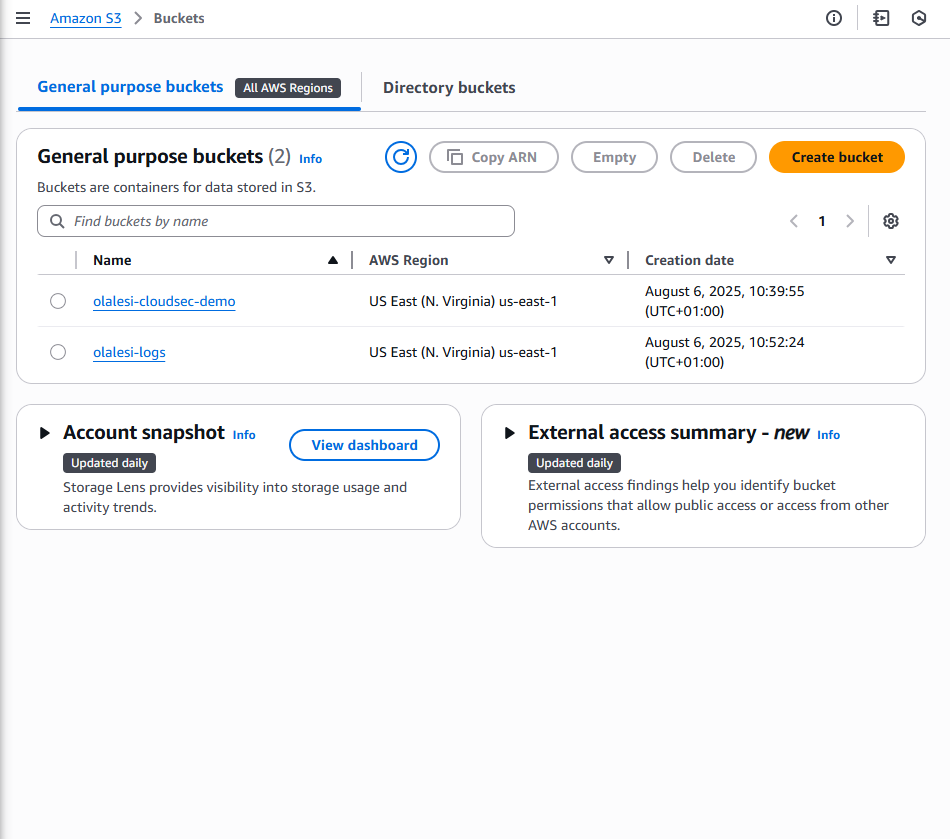 Amazon S3 > Buckets
General purpose buckets All AWS Regions Directory buckets
General purpose buckets (2) Info Copy ARN Empty Delete Create bucket
Buckets are containers for data stored in S3.
Find buckets by name 1
Name AWS Region Creation date
olalesi-cloudsec-demo US East (N. Virginia) us-east-1 August 6, 2025, 10:39:55
(UTC+01:00)
olalesi-logs US East (N. Virginia) us-east-1 August 6, 2025, 10:52:24
(UTC+01:00)
Account snapshot Info View dashboard
Updated daily
Storage Lens provides visibility into storage usage and
activity trends.
External access summary - new Info
Updated daily
External access findings help you identify bucket
permissions that allow public access or access from other
AWS accounts.